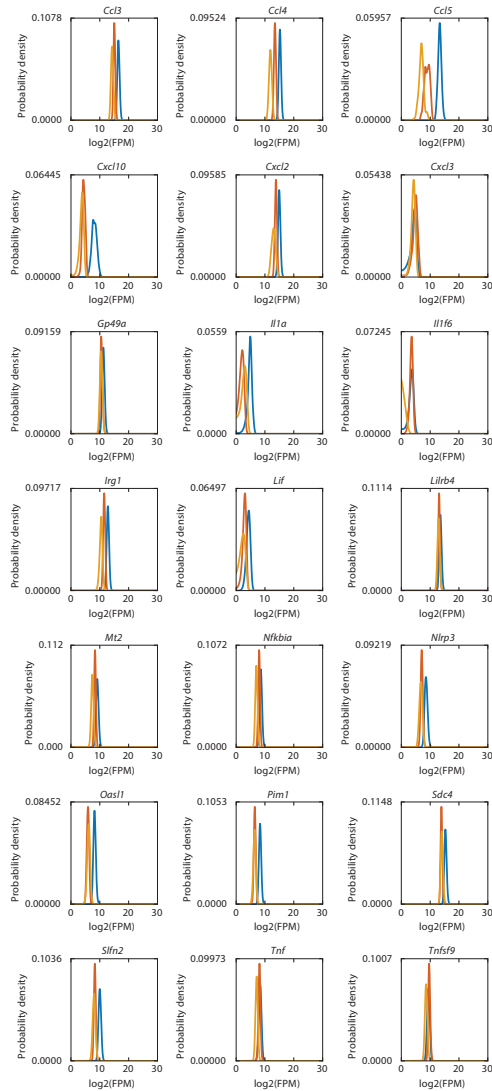 Ccl3 Ccl4 Ccl5
0.1078 0.09524 0.05957
Probability density Probability density Probability density
0.0000 0.00000 0.00000
0 10 20 30 0 10 20 30 0 10 20 30
log2(FPM) log2(FPM) log2(FPM)
Cxcl10 Cxcl2 Cxcl3
0.06445 0.09585 0.05438
Probability density Probability density Probability density
0.00000 0.00000 0.00000
0 10 20 30 0 10 20 30 0 10 20 30
log2(FPM) log2(FPM) log2(FPM)
Gp49a Il1a Il1f6
0.09159 0.0559 0.07245
Probability density Probability density Probability density
0.00000 0.0000 0.00000
0 10 20 30 0 10 20 30 0 10 20 30
log2(FPM) log2(FPM) log2(FPM)
Irg1 Lif Lilrb4
0.09717 0.06497 0.1114
Probability density Probability density Probability density
0.00000 0.00000 0.0000
0 10 20 30 0 10 20 30 0 10 20 30
log2(FPM) log2(FPM) log2(FPM)
Mt2 Nfkbia Nlrp3
0.112 0.1072 0.09219
Probability density Probability density Probability density
0.000 0.0000 0.00000
0 10 20 30 0 10 20 30 0 10 20 30
log2(FPM) log2(FPM) log2(FPM)
Oasl1 Pim1 Sdc4
0.08452 0.1053 0.1148
Probability density Probability density Probability density
0.00000 0.0000 0.0000
0 10 20 30 0 10 20 30 0 10 20 30
log2(FPM) log2(FPM) log2(FPM)
Slfn2 Tnf Tnfsf9
0.1036 0.09973 0.1007
Probability density Probability density Probability density
0.0000 0.00000 0.0000
0 10 20 30 0 10 20 30 0 10 20 30
log2(FPM) log2(FPM) log2(FPM)